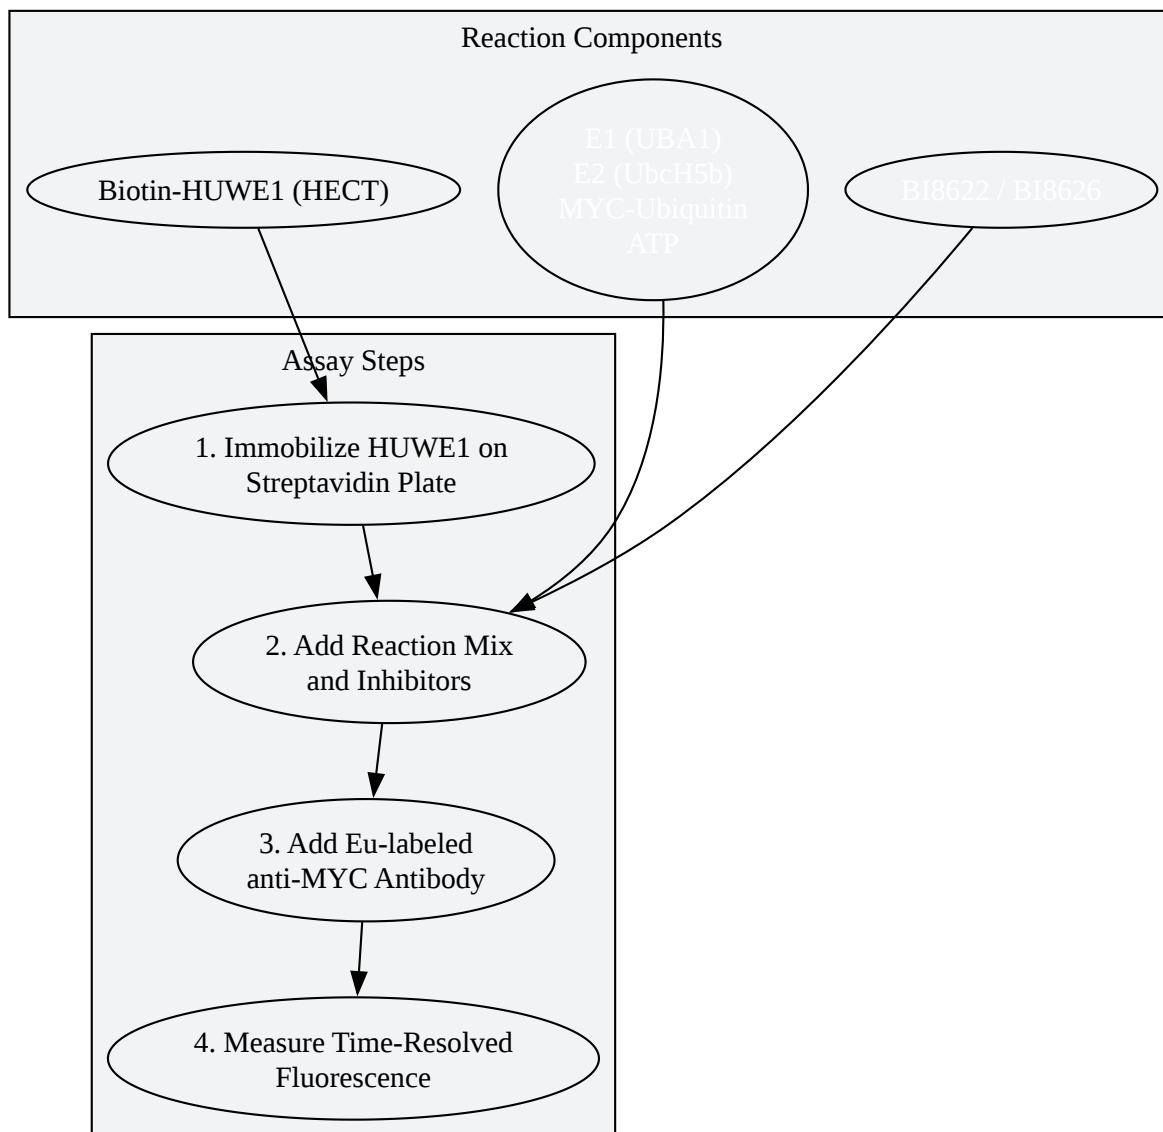 Reaction Components
Biotin-HUWE1 (HECT)
E1 (UBA1)
E2 (UbcH5b)
MYC-Ubiquitin
ATP
BI8622 / BI8626
Assay Steps
1. Immobilize HUWE1 on
Streptavidin Plate
2. Add Reaction Mix
and Inhibitors
3. Add Eu-labeled
anti-MYC Antibody
4. Measure Time-Resolved
Fluorescence